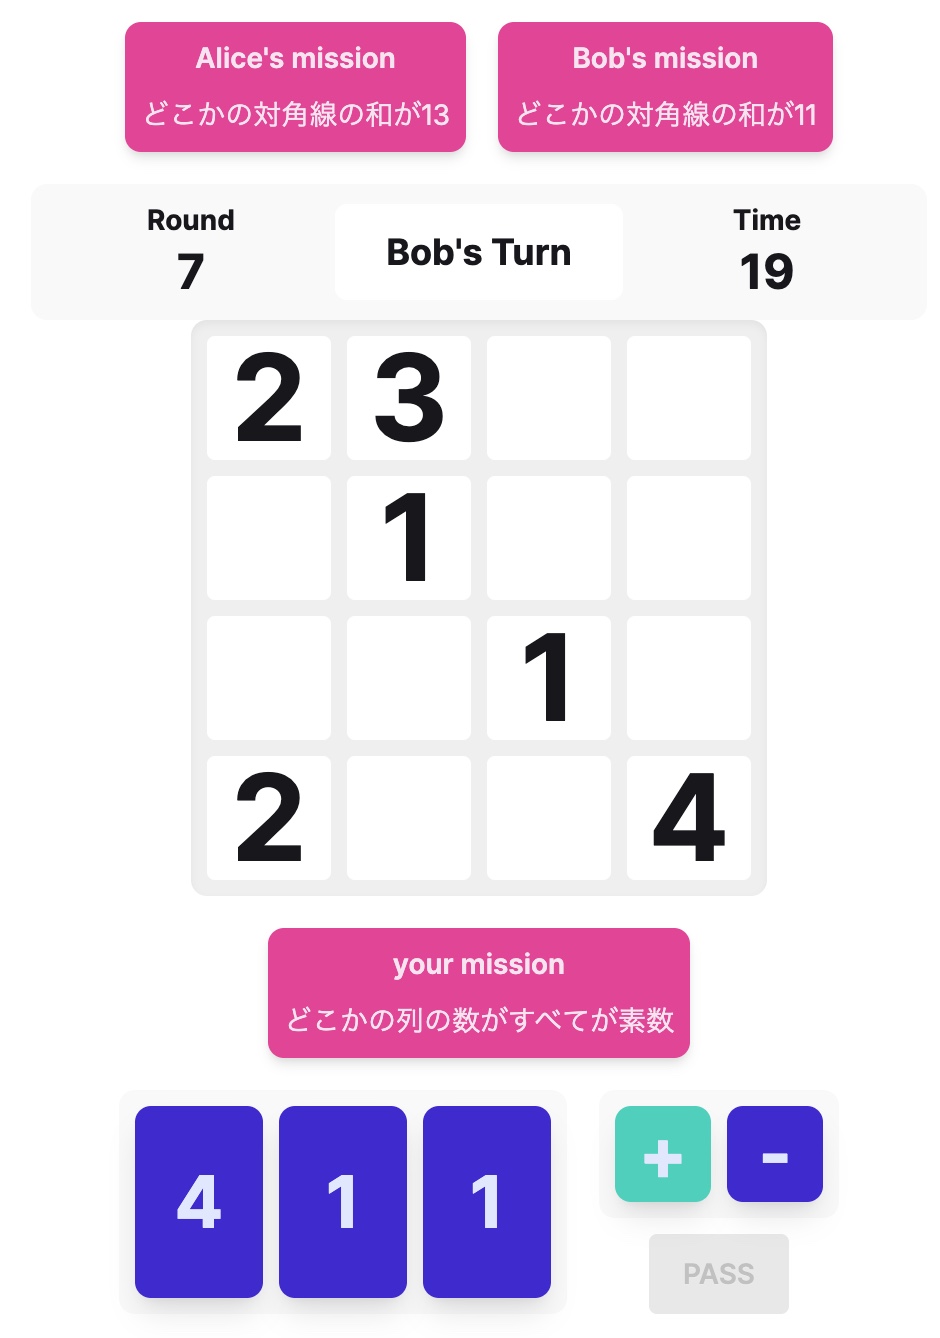 Alice's mission
どこかの対角線の和が13
Bob's mission
どこかの対角線の和が11
Round
7
Bob's Turn
Time
19
2 3
1
1
2 4
your mission
どこかの列の数がすべてが素数
4 1 1
+ -
PASS